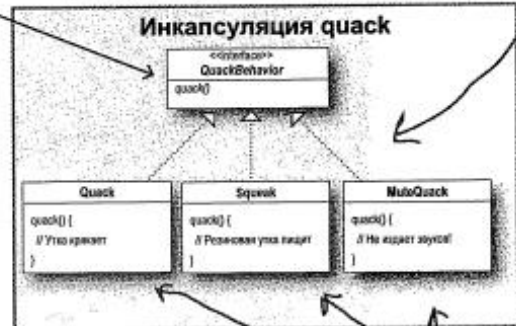 Инкапсуляция quack
<<interface>>
QuackBehavior
quack()
Quack
quack() {
// Утка крякает
}
Squeak
quack() {
// Резиновая утка пищит
}
MuteQuack
quack() {
// Не издает звуков!
}